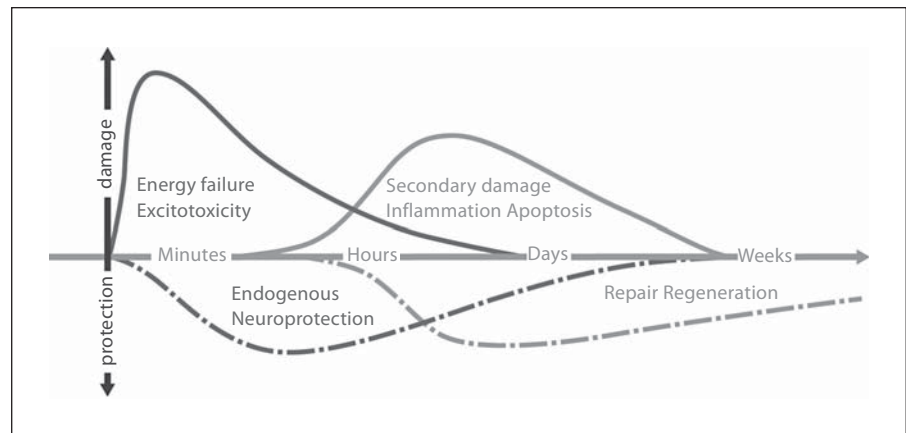 damage
Energy failure
Excitotoxicity
Secondary damage
Inflammation Apoptosis
Minutes
Hours
Days
Weeks
protection
Endogenous
Neuroprotection
Repair Regeneration